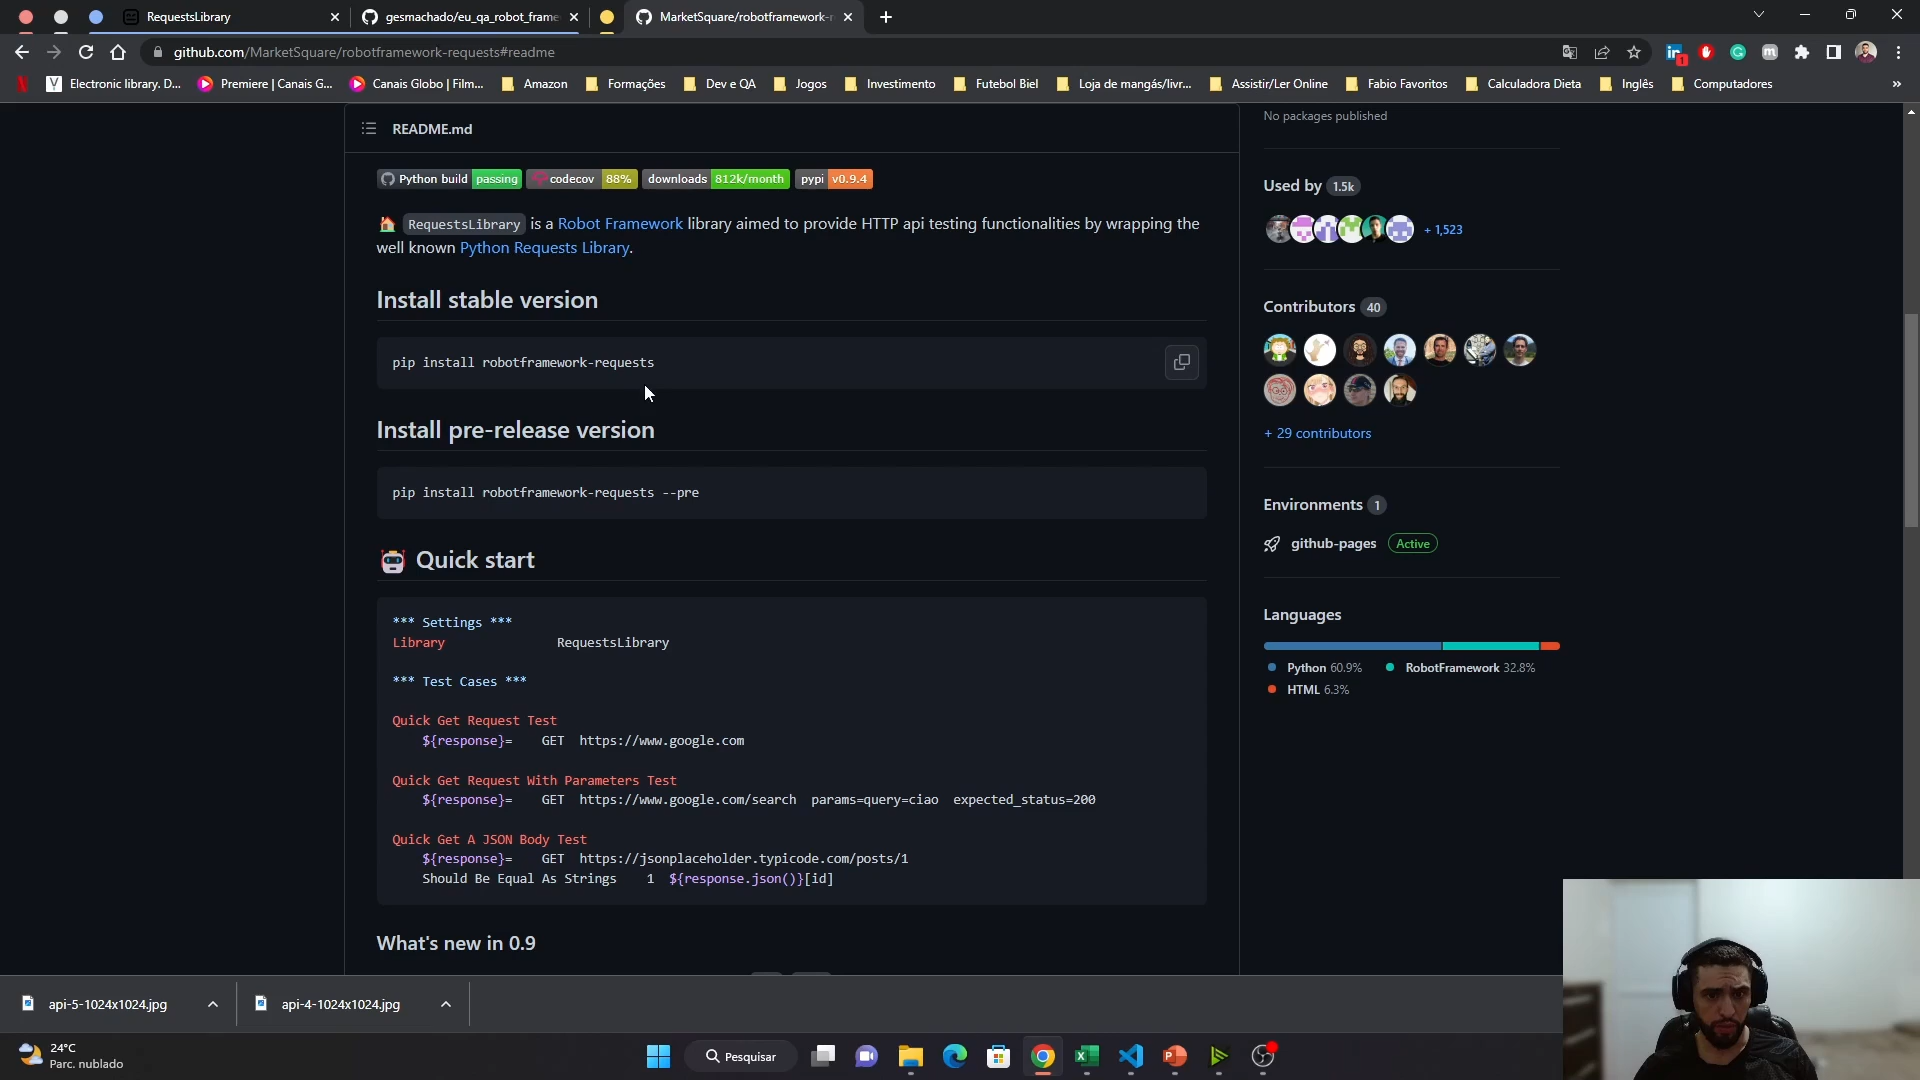 RequestsLibrary
gesmachado/eu_qa_robot_frame
MarketSquare/robotframework-r
github.com/MarketSquare/robotframework-requests#readme
Electronic library. D...
Premiere | Canais G...
Canais Globo | Film...
Amazon
Formações
Dev e QA
Jogos
Investimento
Futebol Biel
Loja de mangás/livr...
Assistir/Ler Online
Fabio Favoritos
Calculadora Dieta
Inglês
Computadores
»
README.md
Python build passing codecov 88% downloads 812k/month pypi v0.9.4
RequestsLibrary is a Robot Framework library aimed to provide HTTP api testing functionalities by wrapping the
well known Python Requests Library.
Install stable version
pip install robotframework-requests
Install pre-release version
pip install robotframework-requests --pre
Quick start
*** Settings ***
Library RequestsLibrary
*** Test Cases ***
Quick Get Request Test
${response}= GET https://www.google.com
Quick Get Request With Parameters Test
${response}= GET https://www.google.com/search params=query=ciao expected_status=200
Quick Get A JSON Body Test
${response}= GET https://jsonplaceholder.typicode.com/posts/1
Should Be Equal As Strings 1 ${response.json()}[id]
What's new in 0.9
No packages published
Used by 1.5k
+ 1,523
Contributors 40
+ 29 contributors
Environments 1
github-pages Active
Languages
Python 60.9% RobotFramework 32.8%
HTML 6.3%
api-5-1024x1024.jpg
api-4-1024x1024.jpg
24°C
Parc. nublado
Pesquisar